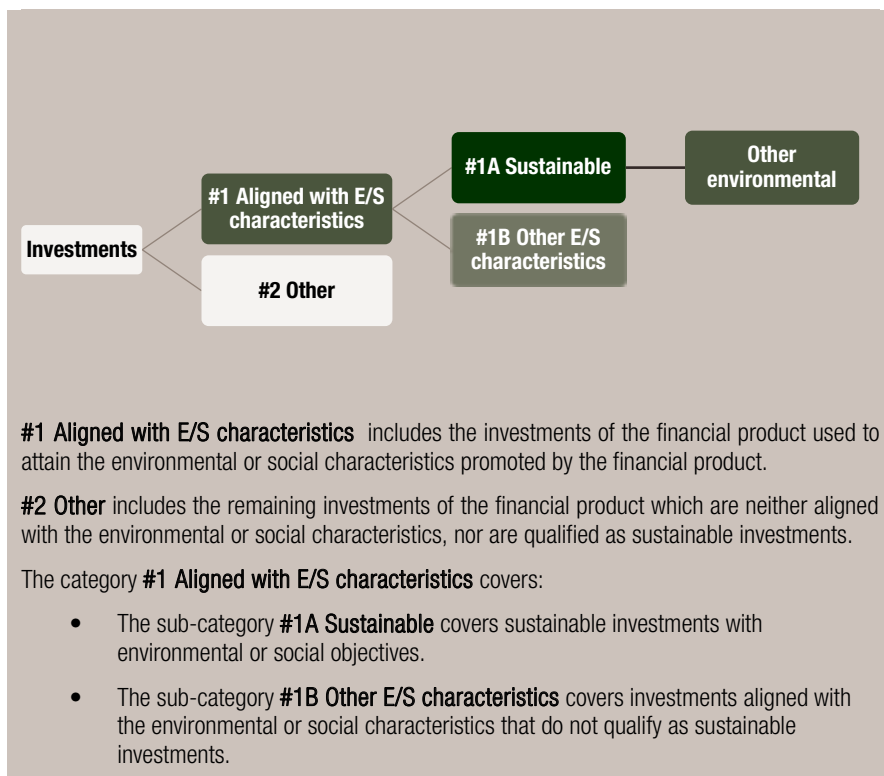 Investments
#1 Aligned with E/S
characteristics
#2 Other
#1A Sustainable
#1B Other E/S
characteristics
Other
environmental
#1 Aligned with E/S characteristics includes the investments of the financial product used to
attain the environmental or social characteristics promoted by the financial product.
#2 Other includes the remaining investments of the financial product which are neither aligned
with the environmental or social characteristics, nor are qualified as sustainable investments.
The category #1 Aligned with E/S characteristics covers:
• The sub-category #1A Sustainable covers sustainable investments with
environmental or social objectives.
• The sub-category #1B Other E/S characteristics covers investments aligned with
the environmental or social characteristics that do not qualify as sustainable
investments.